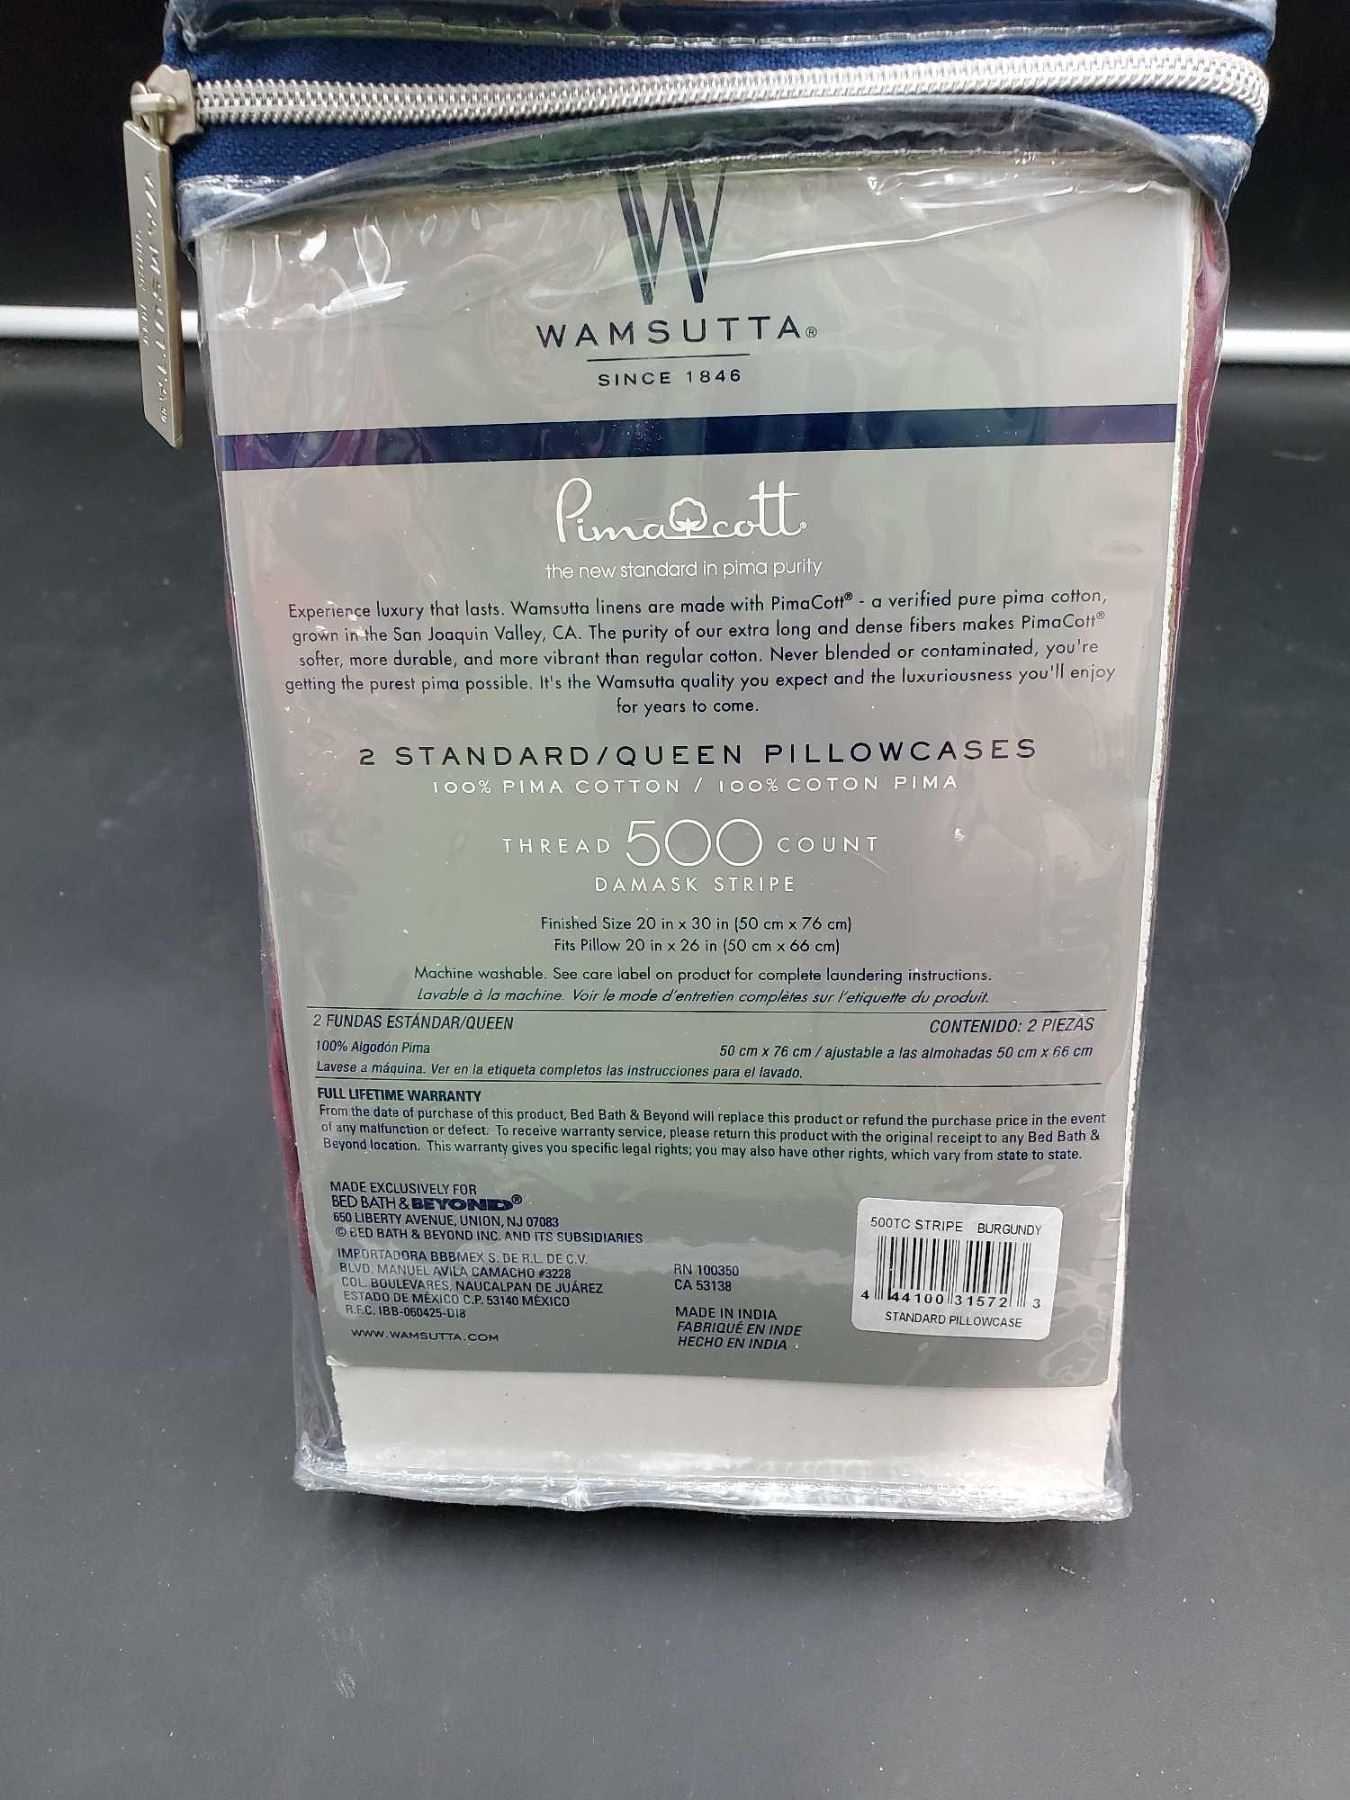 W
WAMSUTTA®
SINCE 1846
PimaCott®
the new standard in pima purity
Experience luxury that lasts. Wamsutta linens are made with PimaCott® - a verified pure pima cotton,
grown in the San Joaquin Valley, CA. The purity of our extra long and dense fibers makes PimaCott®
softer, more durable, and more vibrant than regular cotton. Never blended or contaminated, you're
getting the purest pima possible. It's the Wamsutta quality you expect and the luxuriousness you'll enjoy
for years to come.
2 STANDARD/QUEEN PILLOWCASES
100% PIMA COTTON / 100% COTON PIMA
THREAD 500 COUNT
DAMASK STRIPE
Finished Size 20 in x 30 in (50 cm x 76 cm)
Fits Pillow 20 in x 26 in (50 cm x 66 cm)
Machine washable. See care label on product for complete laundering instructions.
Lavable à la machine. Voir le mode d'entretien complètes sur l'etiquette du produit.
2 FUNDAS ESTÁNDAR/QUEEN CONTENIDO: 2 PIEZAS
100% Algodón Pima 50 cm x 76 cm / ajustable a las almohadas 50 cm x 66 cm
Lavese a máquina. Ver en la etiqueta completos las instrucciones para el lavado.
FULL LIFETIME WARRANTY
From the date of purchase of this product, Bed Bath & Beyond will replace this product or refund the purchase price in the event
of any malfunction or defect. To receive warranty service, please return this product with the original receipt to any Bed Bath &
Beyond location. This warranty gives you specific legal rights; you may also have other rights, which vary from state to state.
MADE EXCLUSIVELY FOR
BED BATH & BEYOND®
650 LIBERTY AVENUE, UNION, NJ 07083
© BED BATH & BEYOND INC. AND ITS SUBSIDIARIES
IMPORTADORA BBBMEX S. DE R.L. DE C.V.
BLVD. MANUEL AVILA CAMACHO #3228
COL. BOULEVARES, NAUCALPAN DE JUÁREZ
ESTADO DE MÉXICO C.P. 53140 MÉXICO
R.F.C. IBB-060425-DI8
WWW.WAMSUTTA.COM
RN 100350
CA 53138
MADE IN INDIA
FABRIQUÉ EN INDE
HECHO EN INDIA
500TC STRIPE BURGUNDY
4 44100 31572 3
STANDARD PILLOWCASE
WAMSUTTA®
SINCE 1846